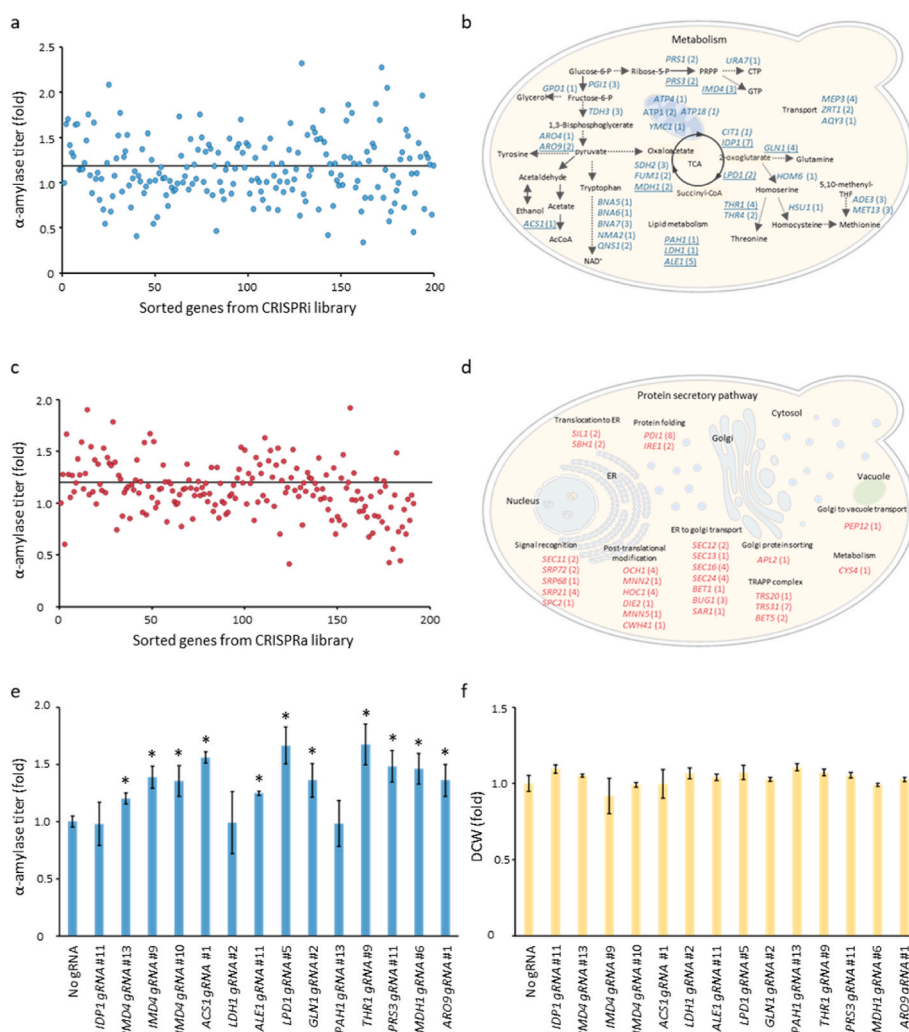 a
α-amylase titer (fold)
2.5
2.0
1.5
1.0
0.5
0
0
50
100
150
200
Sorted genes from CRISPRi library
b
Metabolism
Glucose-6-P
Ribose-5-P
PRS1 (2)
PRS3 (2)
PRPP
URA7 (1)
CTP
IMD4 (3)
GTP
PGI1 (3)
GPD1 (1)
Glycerol
Fructose-6-P
TDH3 (3)
1,3-Bisphosphoglycerate
ATP4 (1)
ATP1 (2)
ATP18 (1)
YMC1 (1)
Transport
MEP3 (4)
ZRT1 (2)
AQY3 (1)
ARO4 (1)
ARO9 (2)
Tyrosine
pyruvate
Oxaloacetate
CIT1 (1)
IDP1 (7)
2-oxoglutarate
GLN1 (4)
Glutamine
TCA
SDH2 (3)
FUM1 (2)
MDH1 (2)
LPD1 (2)
Succinyl-CoA
HOM6 (1)
Homoserine
5,10-methenyl-THF
Acetaldehyde
Tryptophan
Acetate
Ethanol
ACS1 (1)
AcCoA
BNA5 (1)
BNA6 (1)
BNA7 (3)
NMA2 (1)
QNS1 (2)
NAD⁺
THR1 (4)
THR4 (2)
HSU1 (1)
ADE3 (3)
MET13 (3)
Threonine
Homocysteine
Methionine
Lipid metabolism
PAH1 (1)
LDH1 (1)
ALE1 (5)
c
α-amylase titer (fold)
2.0
1.5
1.0
0.5
0
0
50
100
150
200
Sorted genes from CRISPRa library
d
Protein secretory pathway
Translocation to ER
SIL1 (2)
SBH1 (2)
Protein folding
PDI1 (8)
IRE1 (2)
Golgi
Cytosol
ER
Nucleus
Vacuole
Golgi to vacuole transport
PEP12 (1)
Signal recognition
SEC11 (2)
SRP72 (2)
SRP68 (1)
SRP21 (4)
SPC2 (1)
Post-translational modification
OCH1 (4)
MNN2 (1)
HOC1 (4)
DIE2 (1)
MNN5 (1)
CWH41 (1)
ER to golgi transport
SEC12 (2)
SEC13 (1)
SEC16 (4)
SEC24 (4)
BET1 (1)
BUG1 (3)
SAR1 (1)
Golgi protein sorting
APL2 (1)
TRAPP complex
TRS20 (1)
TRS31 (7)
BET5 (2)
Metabolism
CYS4 (1)
e
α-amylase titer (fold)
2.0
1.5
1.0
0.5
0
* * * * * * * * * * *
No gRNA
IDP1 gRNA #11
IMD4 gRNA #13
IMD4 gRNA #9
IMD4 gRNA #10
ACS1 gRNA #1
LDH1 gRNA #2
ALE1 gRNA #11
LPD1 gRNA #5
GLN1 gRNA #2
PAH1 gRNA #13
THR1 gRNA #9
PRS3 gRNA #11
MDH1 gRNA #6
ARO9 gRNA #1
f
DCW (fold)
1.5
1.0
0.5
0
No gRNA
IDP1 gRNA #11
IMD4 gRNA #13
IMD4 gRNA #9
IMD4 gRNA #10
ACS1 gRNA #1
LDH1 gRNA #2
ALE1 gRNA #11
LPD1 gRNA #5
GLN1 gRNA #2
PAH1 gRNA #13
THR1 gRNA #9
PRS3 gRNA #11
MDH1 gRNA #6
ARO9 gRNA #1